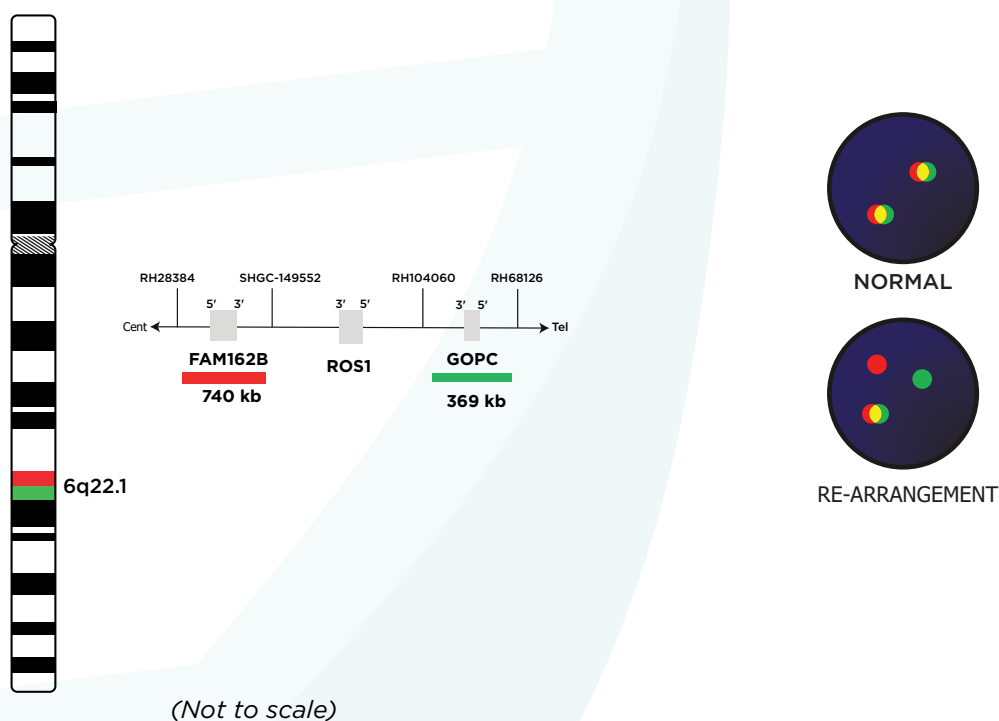 RH28384 SHGC-149552 RH104060 RH68126
5' 3' 3' 5' 3' 5'
Cent Tel
FAM162B ROS1 GOPC
740 kb 369 kb
6q22.1
NORMAL
RE-ARRANGEMENT
(Not to scale)